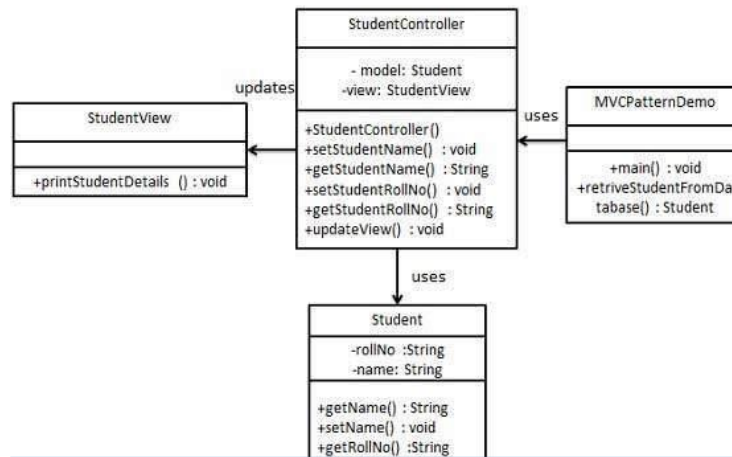 StudentController
- model: Student
-view: StudentView
+StudentController()
+setStudentName() : void
+getStudentName() : String
+setStudentRollNo() : void
+getStudentRollNo() : String
+updateView() : void
updates
StudentView
+printStudentDetails () : void
uses
MVCPatternDemo
+main() : void
+retriveStudentFromDa
tabase() : Student
uses
Student
-rollNo :String
-name: String
+getName() : String
+setName() : void
+getRollNo() :String